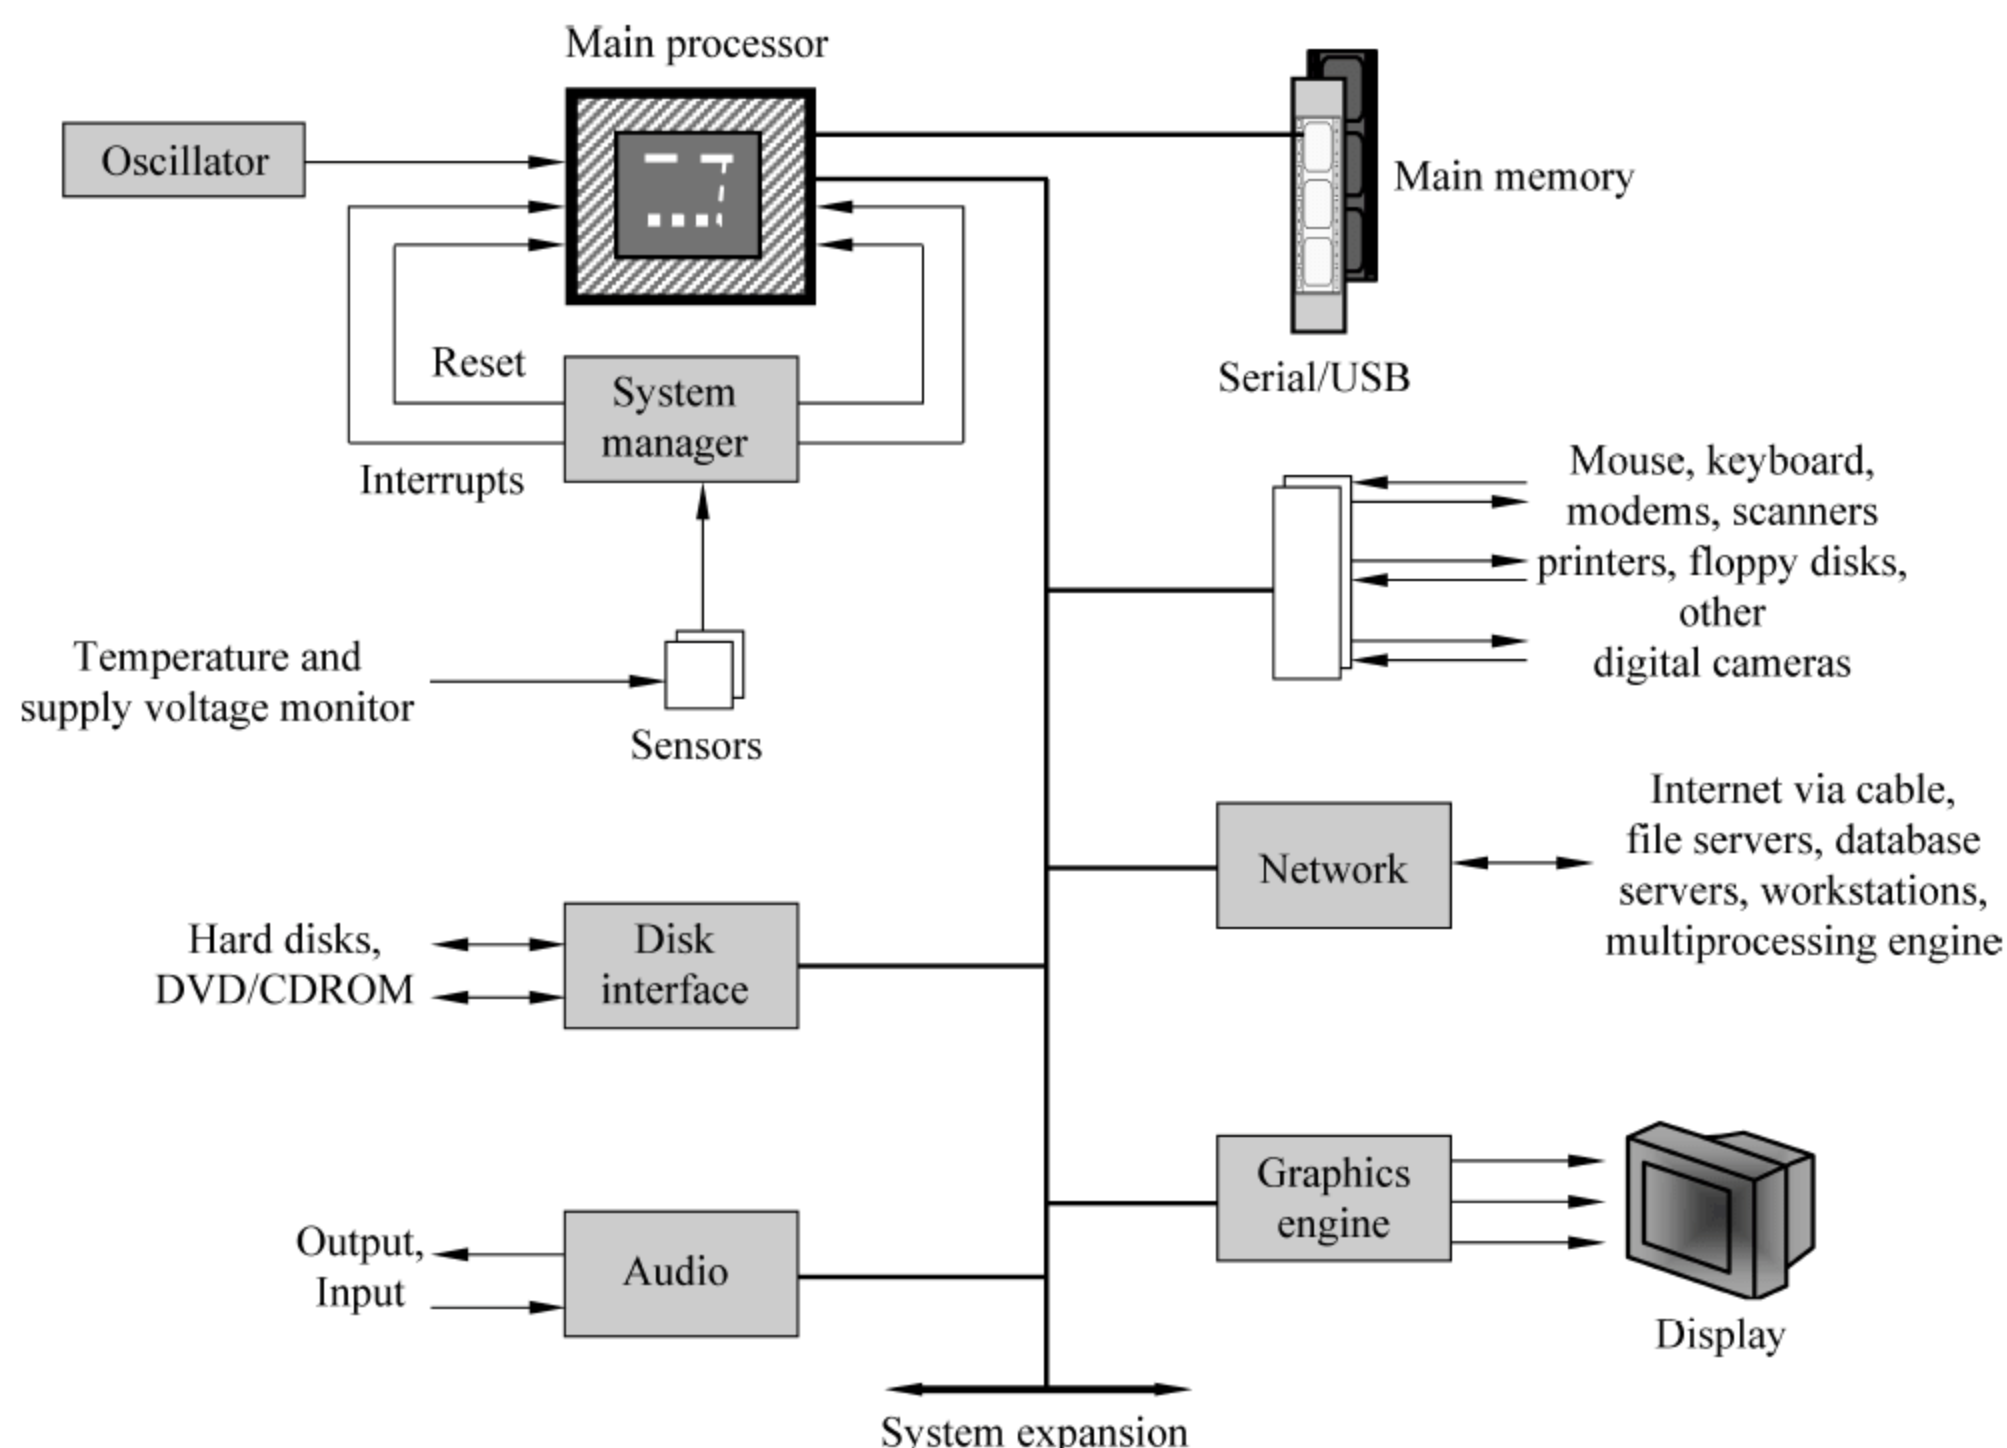 Main processor
Oscillator
Main memory
Reset
System
manager
Interrupts
Serial/USB
Mouse, keyboard,
modems, scanners
printers, floppy disks,
other
digital cameras
Temperature and
supply voltage monitor
Sensors
Internet via cable,
file servers, database
servers, workstations,
multiprocessing engine
Network
Hard disks,
DVD/CDROM
Disk
interface
Graphics
engine
Output,
Input
Audio
Display
System expansion